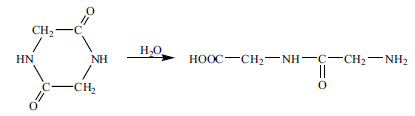 O
CH₂ C
HN NH
C CH₂
O
H₂O
HOOC—CH₂—NH—C—CH₂—NH₂
O